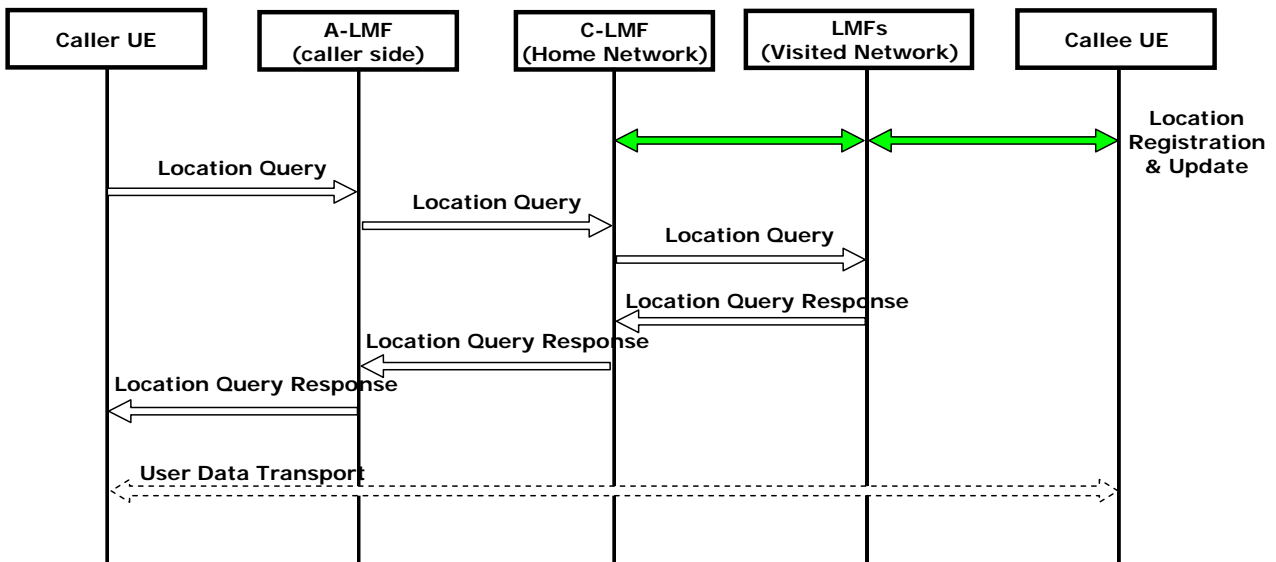 Caller UE
A-LMF
(caller side)
C-LMF
(Home Network)
LMFs
(Visited Network)
Callee UE
Location
Registration
& Update
Location Query
Location Query
Location Query
Location Query Response
Location Query Response
Location Query Response
User Data Transport